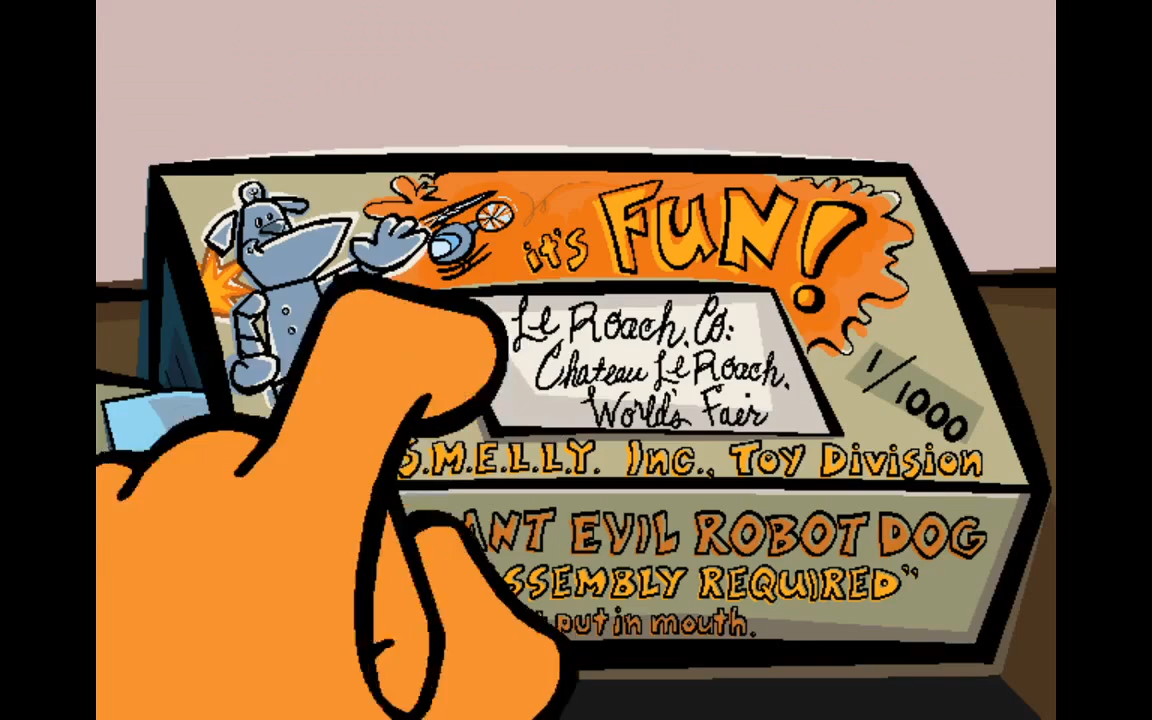 it's FUN!
Le Roach. Co:
Chateau Le Roach.
World's Fair
1/1000
S.M.E.L.L.Y. Inc., Toy Division
ANT EVIL ROBOT DOG
SSEMBLY REQUIRED"
put in mouth.